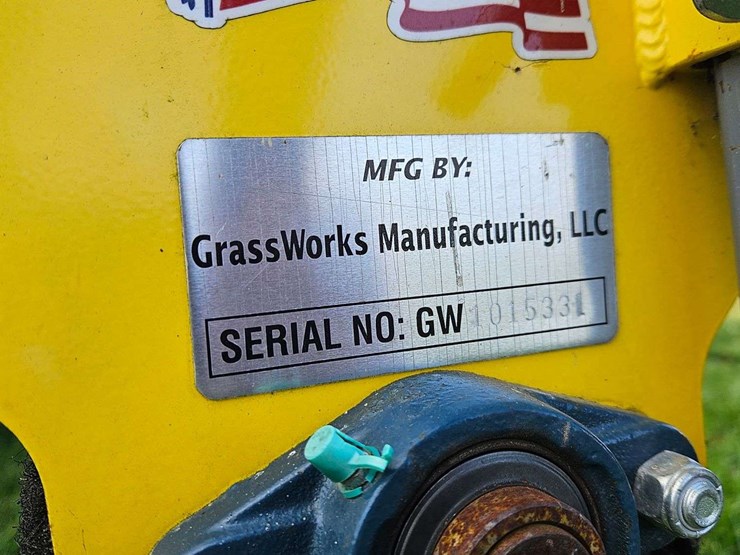 MFG BY:
GrassWorks Manufacturing, LLC
SERIAL NO: GW1015331